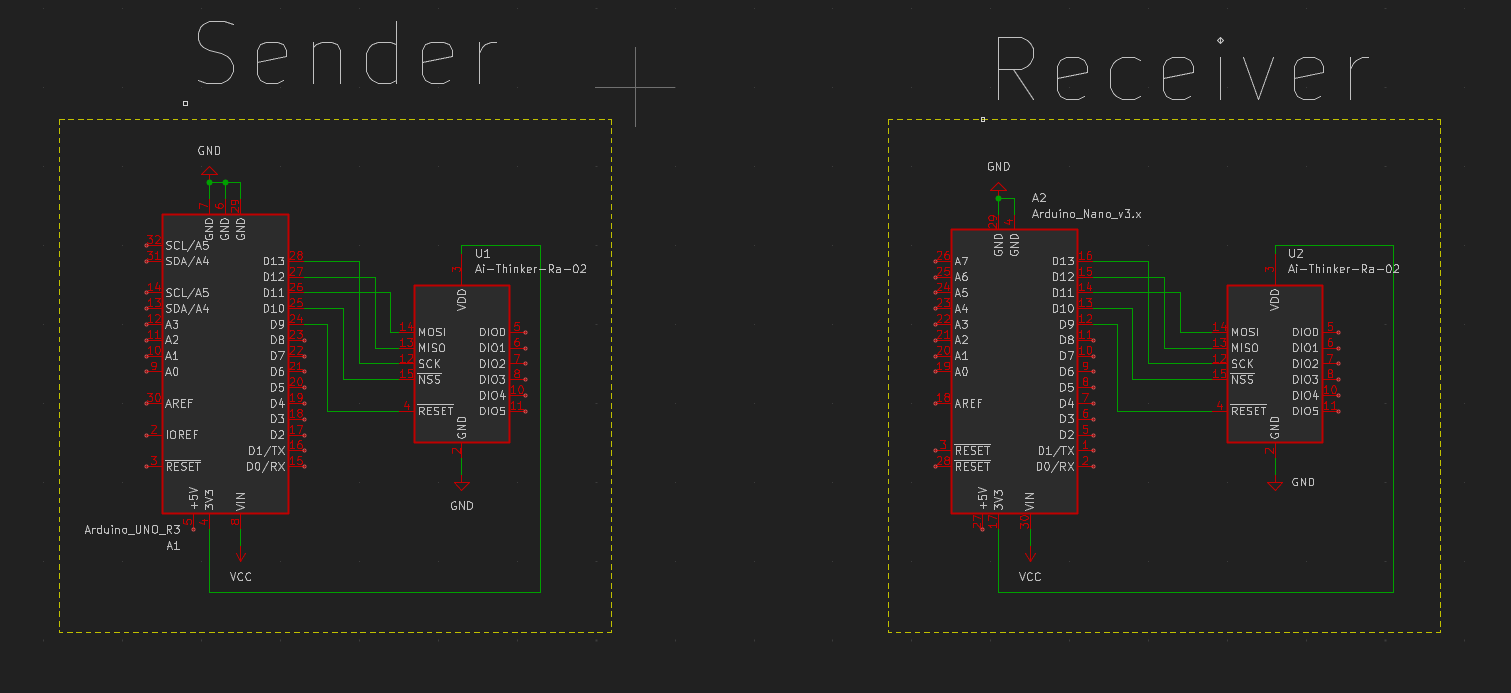 Sender
GND
7
6
29
GND
GND
GND
32
SCL/A5
31
SDA/A4
14
SCL/A5
13
SDA/A4
12
A3
11
A2
10
A1
9
A0
30
AREF
2
IOREF
3
RESET
D13
28
D12
27
D11
26
D10
25
D9
24
D8
23
D7
22
D6
21
D5
20
D4
19
D3
18
D2
17
D1/TX
16
D0/RX
15
+5V
3V3
VIN
5
4
8
Arduino_UNO_R3
A1
VCC
U1
Ai-Thinker-Ra-02
3
VDD
14
MOSI
13
MISO
12
SCK
15
NSS
4
RESET
DIO0
5
DIO1
6
DIO2
7
DIO3
8
DIO4
10
DIO5
11
GND
2
GND
Receiver
GND
A2
Arduino_Nano_v3.x
29
4
GND
GND
26
A7
25
A6
24
A5
23
A4
22
A3
21
A2
20
A1
19
A0
18
AREF
3
RESET
28
RESET
D13
16
D12
15
D11
14
D10
13
D9
12
D8
11
D7
10
D6
9
D5
8
D4
7
D3
6
D2
5
D1/TX
1
D0/RX
2
+5V
3V3
VIN
27
17
30
VCC
U2
Ai-Thinker-Ra-02
3
VDD
14
MOSI
13
MISO
12
SCK
15
NSS
4
RESET
DIO0
5
DIO1
6
DIO2
7
DIO3
8
DIO4
10
DIO5
11
GND
2
GND